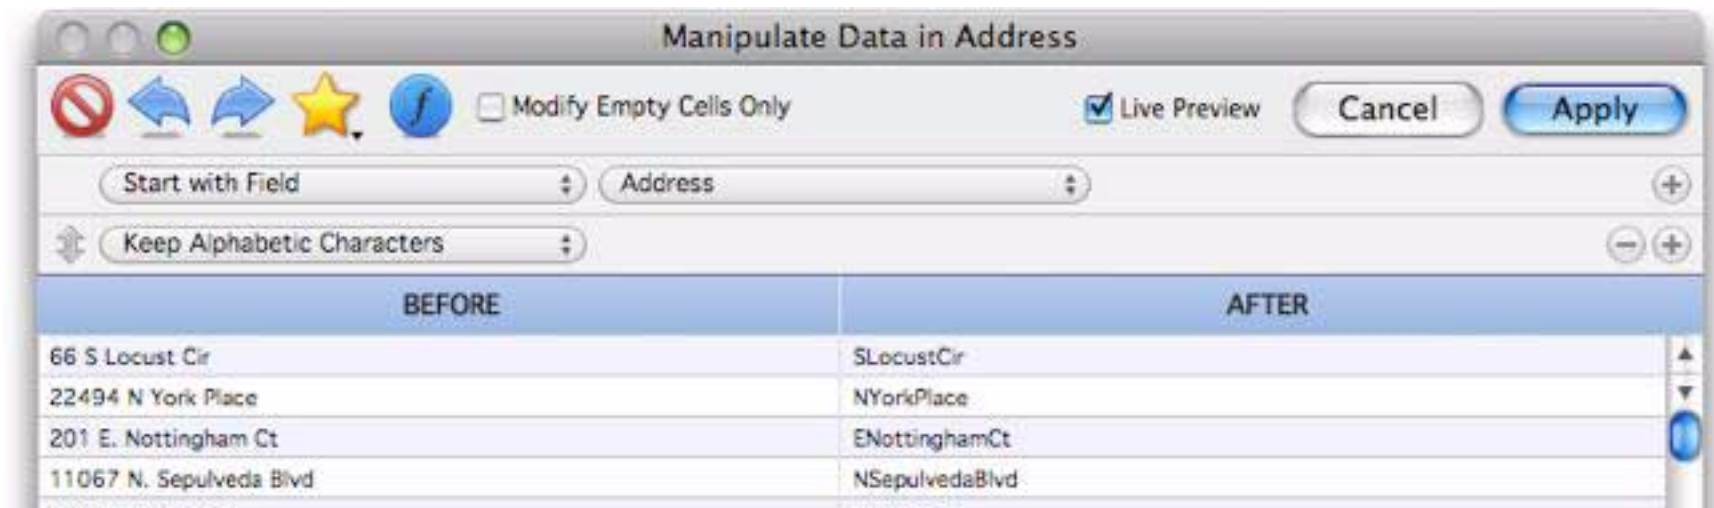 Manipulate Data in Address
f Modify Empty Cells Only Live Preview Cancel Apply
Start with Field Address
Keep Alphabetic Characters
BEFORE AFTER
66 S Locust Cir SLocustCir
22494 N York Place NYorkPlace
201 E. Nottingham Ct ENottinghamCt
11067 N. Sepulveda Blvd NSepulvedaBlvd